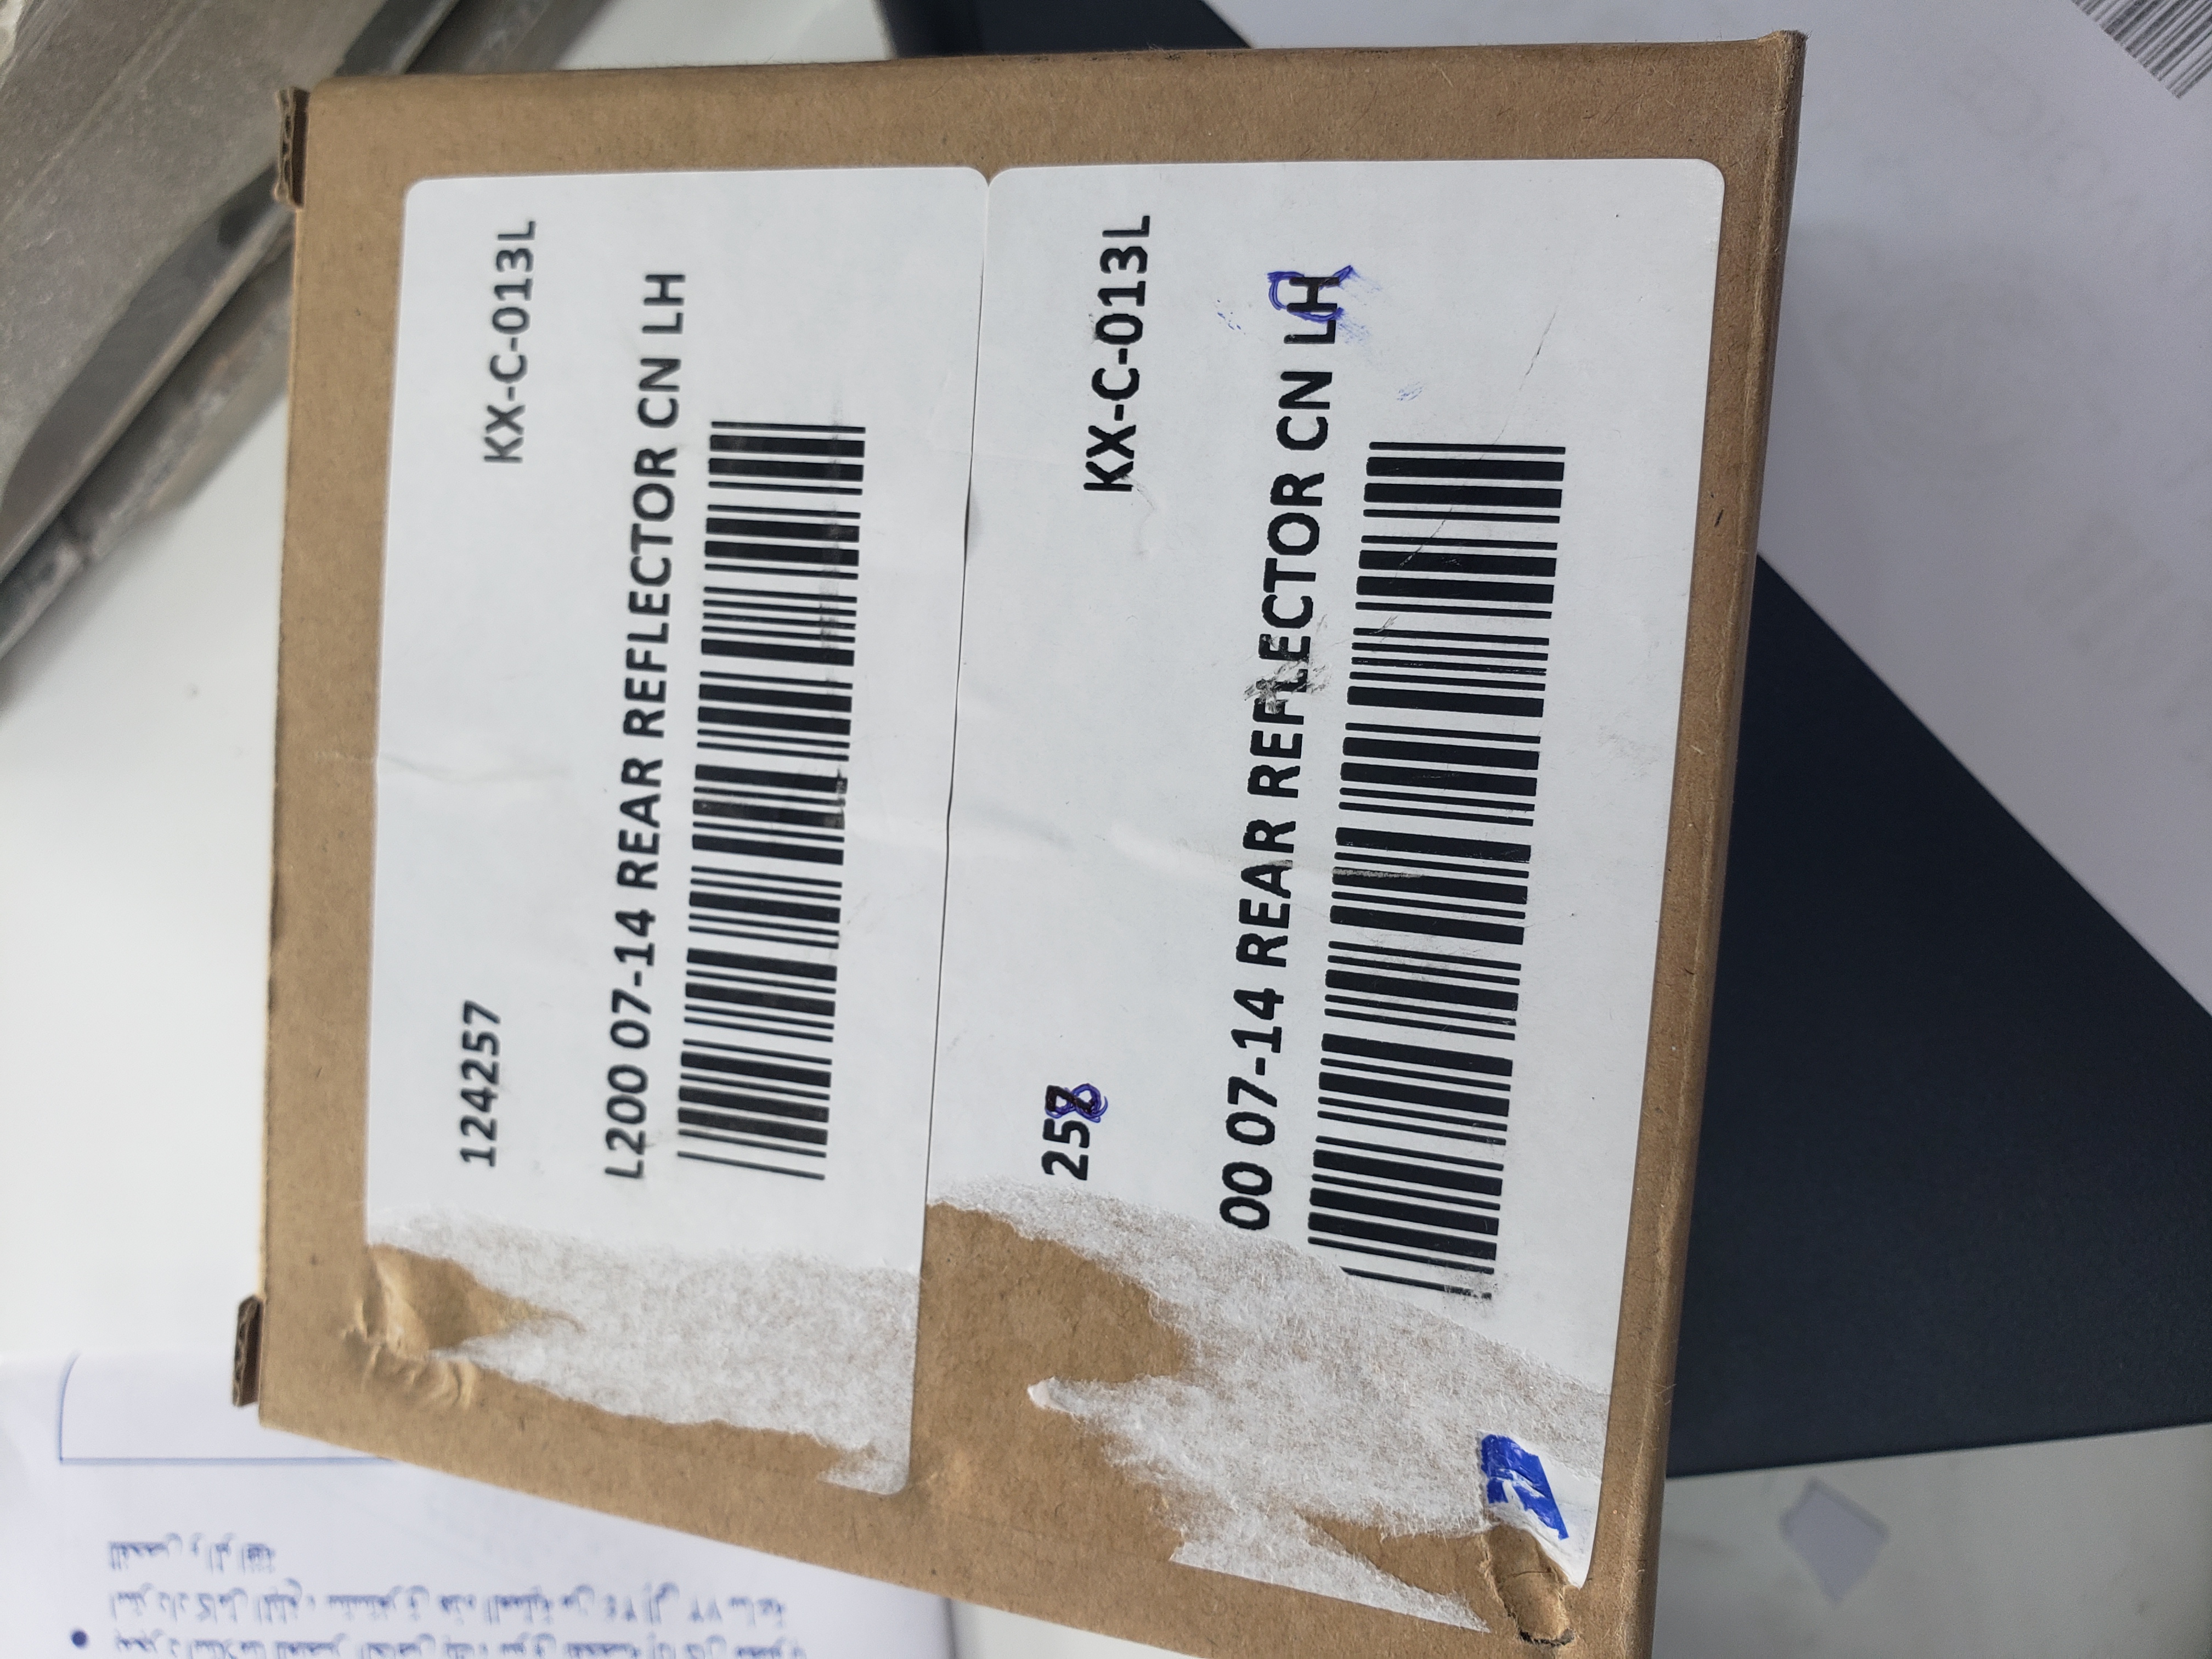 124257 KX-C-013L
L200 07-14 REAR REFLECTOR CN LH
258 KX-C-013L
00 07-14 REAR REFLECTOR CN LH